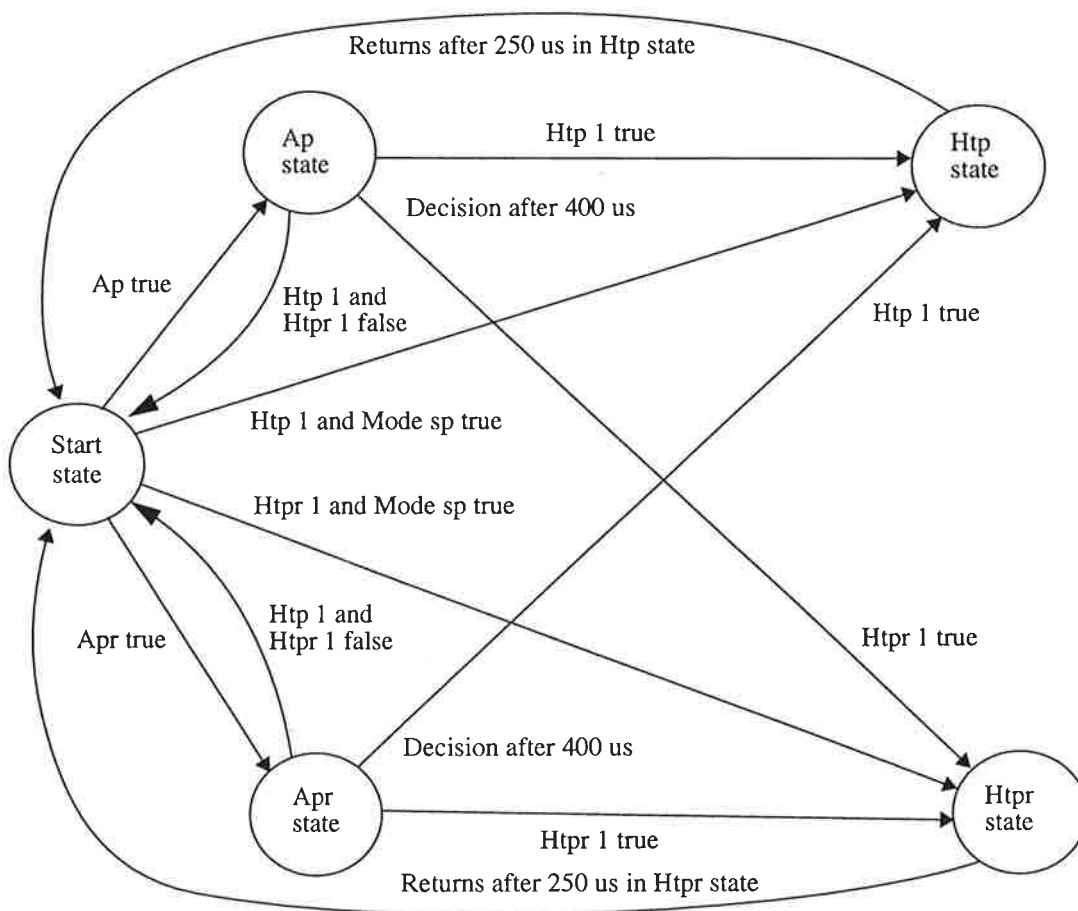 Returns after 250 us in Htp state
Ap
state
Htp 1 true
Htp
state
Decision after 400 us
Ap true
Htp 1 and
Htpr 1 false
Htp 1 true
Start
state
Htp 1 and Mode sp true
Htpr 1 and Mode sp true
Apr true
Htp 1 and
Htpr 1 false
Htpr 1 true
Decision after 400 us
Apr
state
Htpr
state
Htpr 1 true
Returns after 250 us in Htpr state